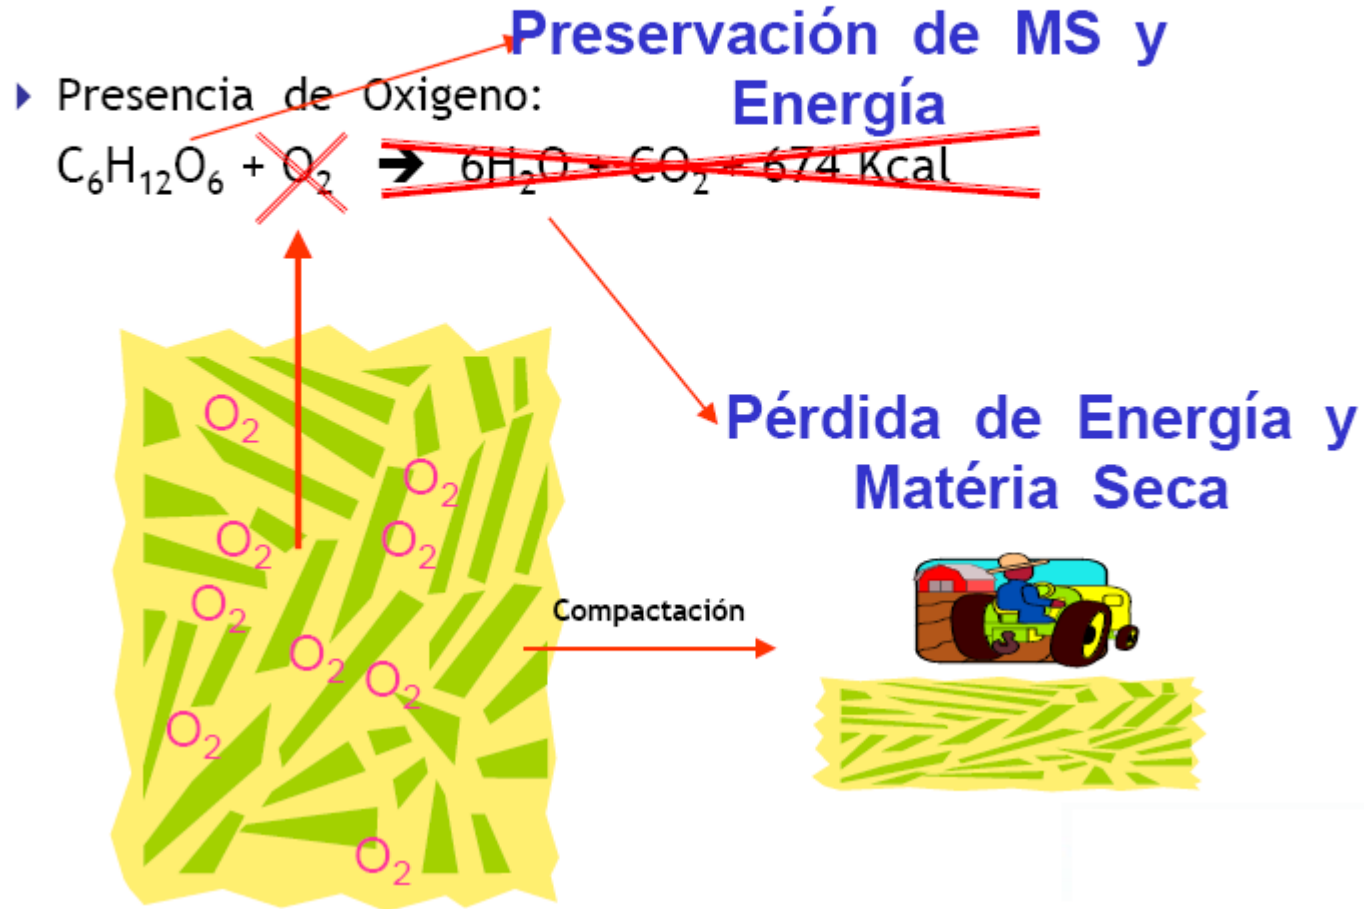 Preservación de MS y
Energía
Presencia de Oxigeno:
C₆H₁₂O₆ + O₂ ➔ 6H₂O + CO₂ + 674 Kcal
Pérdida de Energía y
Matéria Seca
O₂
O₂
O₂
O₂
O₂
O₂
O₂
O₂
O₂
Compactación